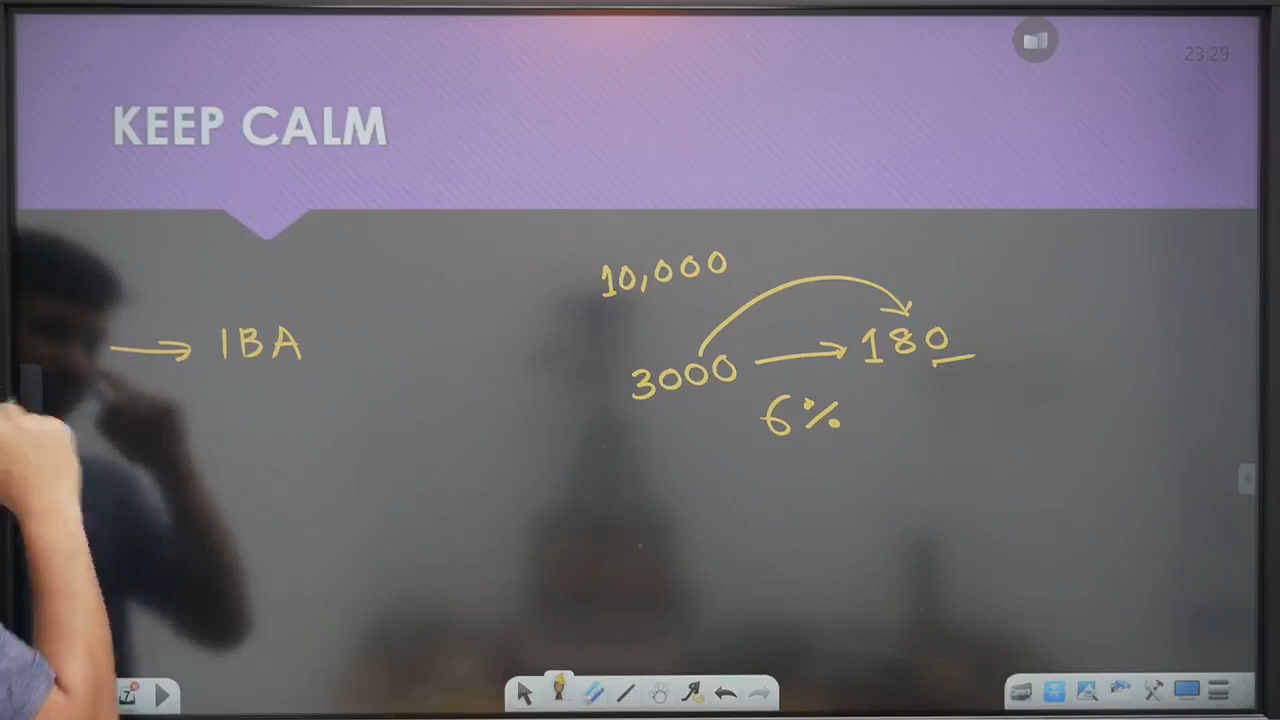 23:29
KEEP CALM
10,000
→ IBA
3000 → 180
6%